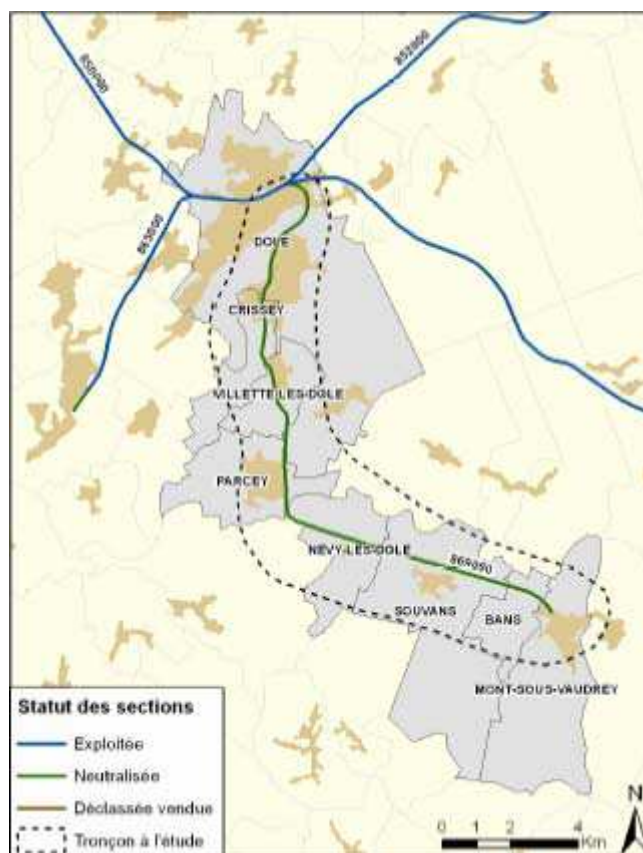 850000
852000
863000
DOLE
CRISSEY
VILLETTE-LES-DOLE
PARCEY
NEVY-LES-DOLE
869000
SOUVANS
BANS
MONT-SOUS-VAUDREY
Statut des sections
Exploitée
Neutralisée
Déclassée vendue
Tronçon à l'étude
N
0 1 2 4
Km